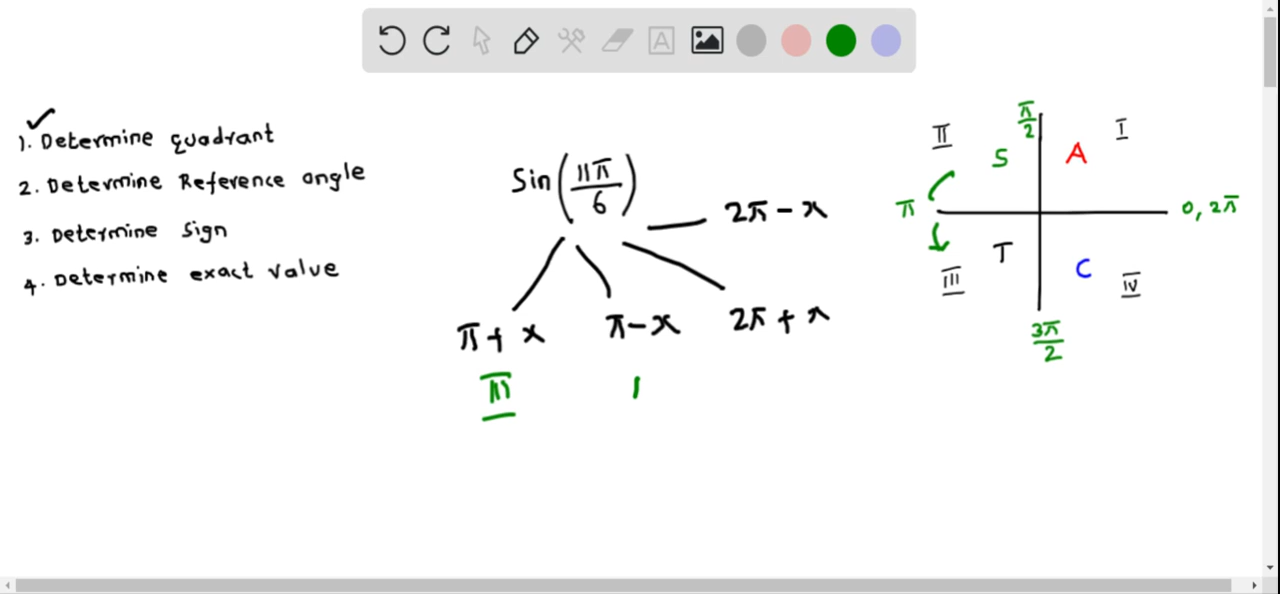 1. Determine quadrant
2. Determine Reference angle
3. Determine Sign
4. Determine exact value
Sin(11π/6)
2π - x
π + x
π - x
2π + x
III
I
A
π/2
II
I
S
A
π
0, 2π
III
T
C
IV
3π/2